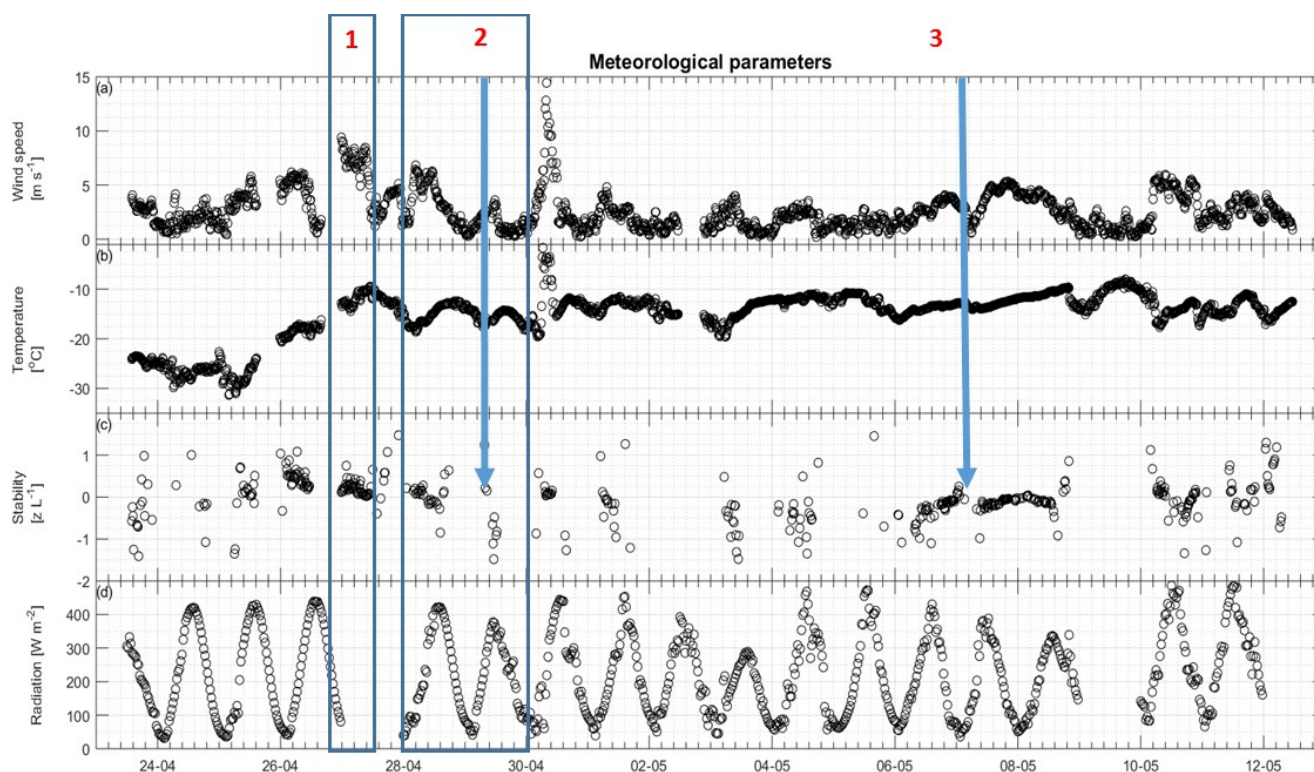 1 2 3
Meteorological parameters
(a)
15
10
5
0
Wind speed
[m s⁻¹]
(b)
-10
-20
-30
Temperature
[°C]
(c)
1
0
-1
-2
Stability
[z L⁻¹]
(d)
400
300
200
100
0
Radiation [W m⁻²]
24-04 26-04 28-04 30-04 02-05 04-05 06-05 08-05 10-05 12-05